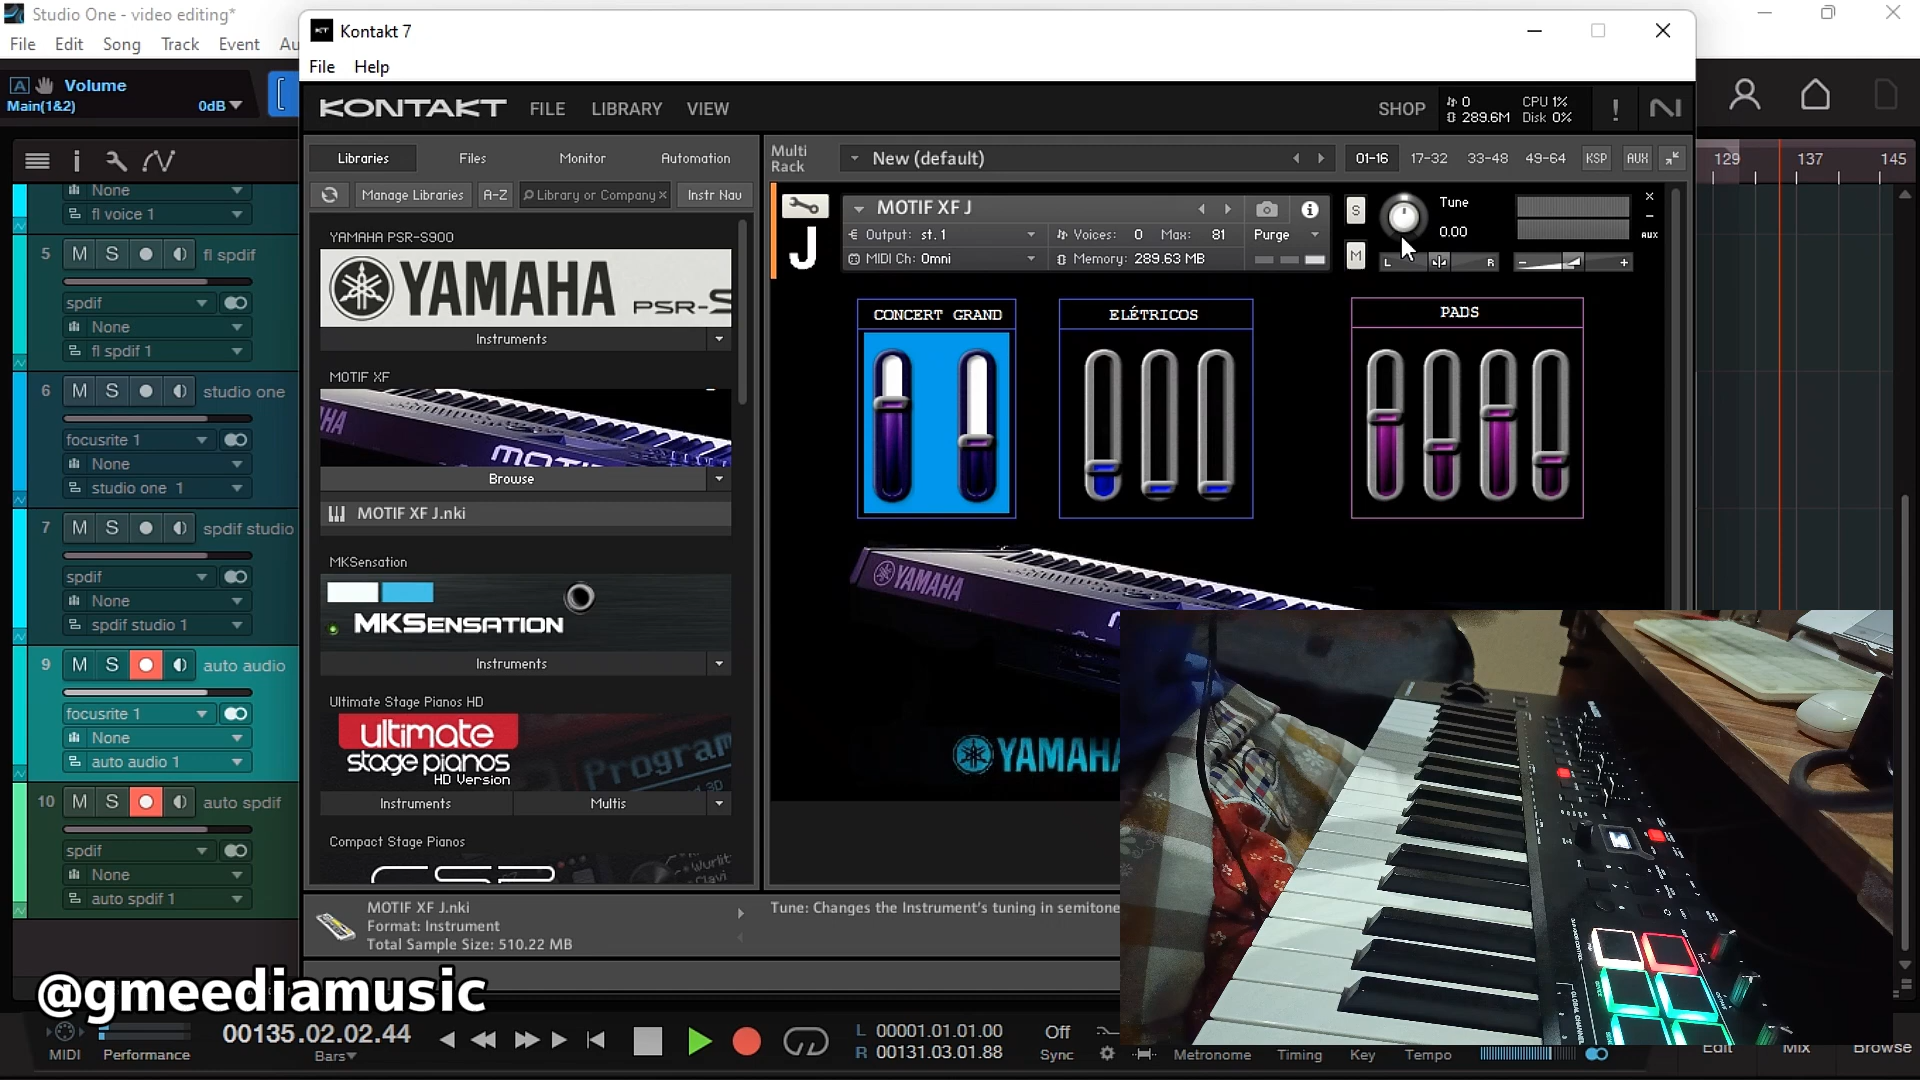 Studio One - video editing*
File Edit Song Track Event Au
A Volume
Main(1&2) 0dB
None
fl voice 1
5 M S fl spdif
spdif
None
fl spdif 1
6 M S studio one
focusrite 1
None
studio one 1
7 M S spdif studio
spdif
None
spdif studio 1
9 M S auto audio
focusrite 1
None
auto audio 1
10 M S auto spdif
spdif
None
auto spdif 1
Kontakt 7
File Help
KONTAKT FILE LIBRARY VIEW
SHOP 0 CPU 1%
289.6M Disk 0% !
Libraries Files Monitor Automation
Manage Libraries A-Z Library or Company × Instr Nav
YAMAHA PSR-S900
YAMAHA PSR-S
Instruments
MOTIF XF
AHA
MOTIF
Browse
MOTIF XF J.nki
MKSensation
MKSENSATION
Instruments
Ultimate Stage Pianos HD
ultimate
stage pianos
HD Version
Program
Instruments Multis
Compact Stage Pianos
CSP
Wurlit
Clavi
MOTIF XF J.nki
Format: Instrument
Total Sample Size: 510.22 MB
Multi
Rack
New (default) 01-16 17-32 33-48 49-64 KSP AUX
J
MOTIF XF J
Output: st.1 Voices: 0 Max: 81 Purge
MIDI Ch: Omni Memory: 289.63 MB
S Tune
0.00
M L R - +
AUX
CONCERT GRAND
ELÉTRICOS
PADS
YAMAHA
YAMAHA
Tune: Changes the Instrument's tuning in semitone
129 137 145
@gmeediamusic
MIDI Performance
00135.02.02.44
Bars
L 00001.01.01.00
R 00131.03.01.88
Off
Sync
Metronome Timing Key Tempo
Edit Mix Browse